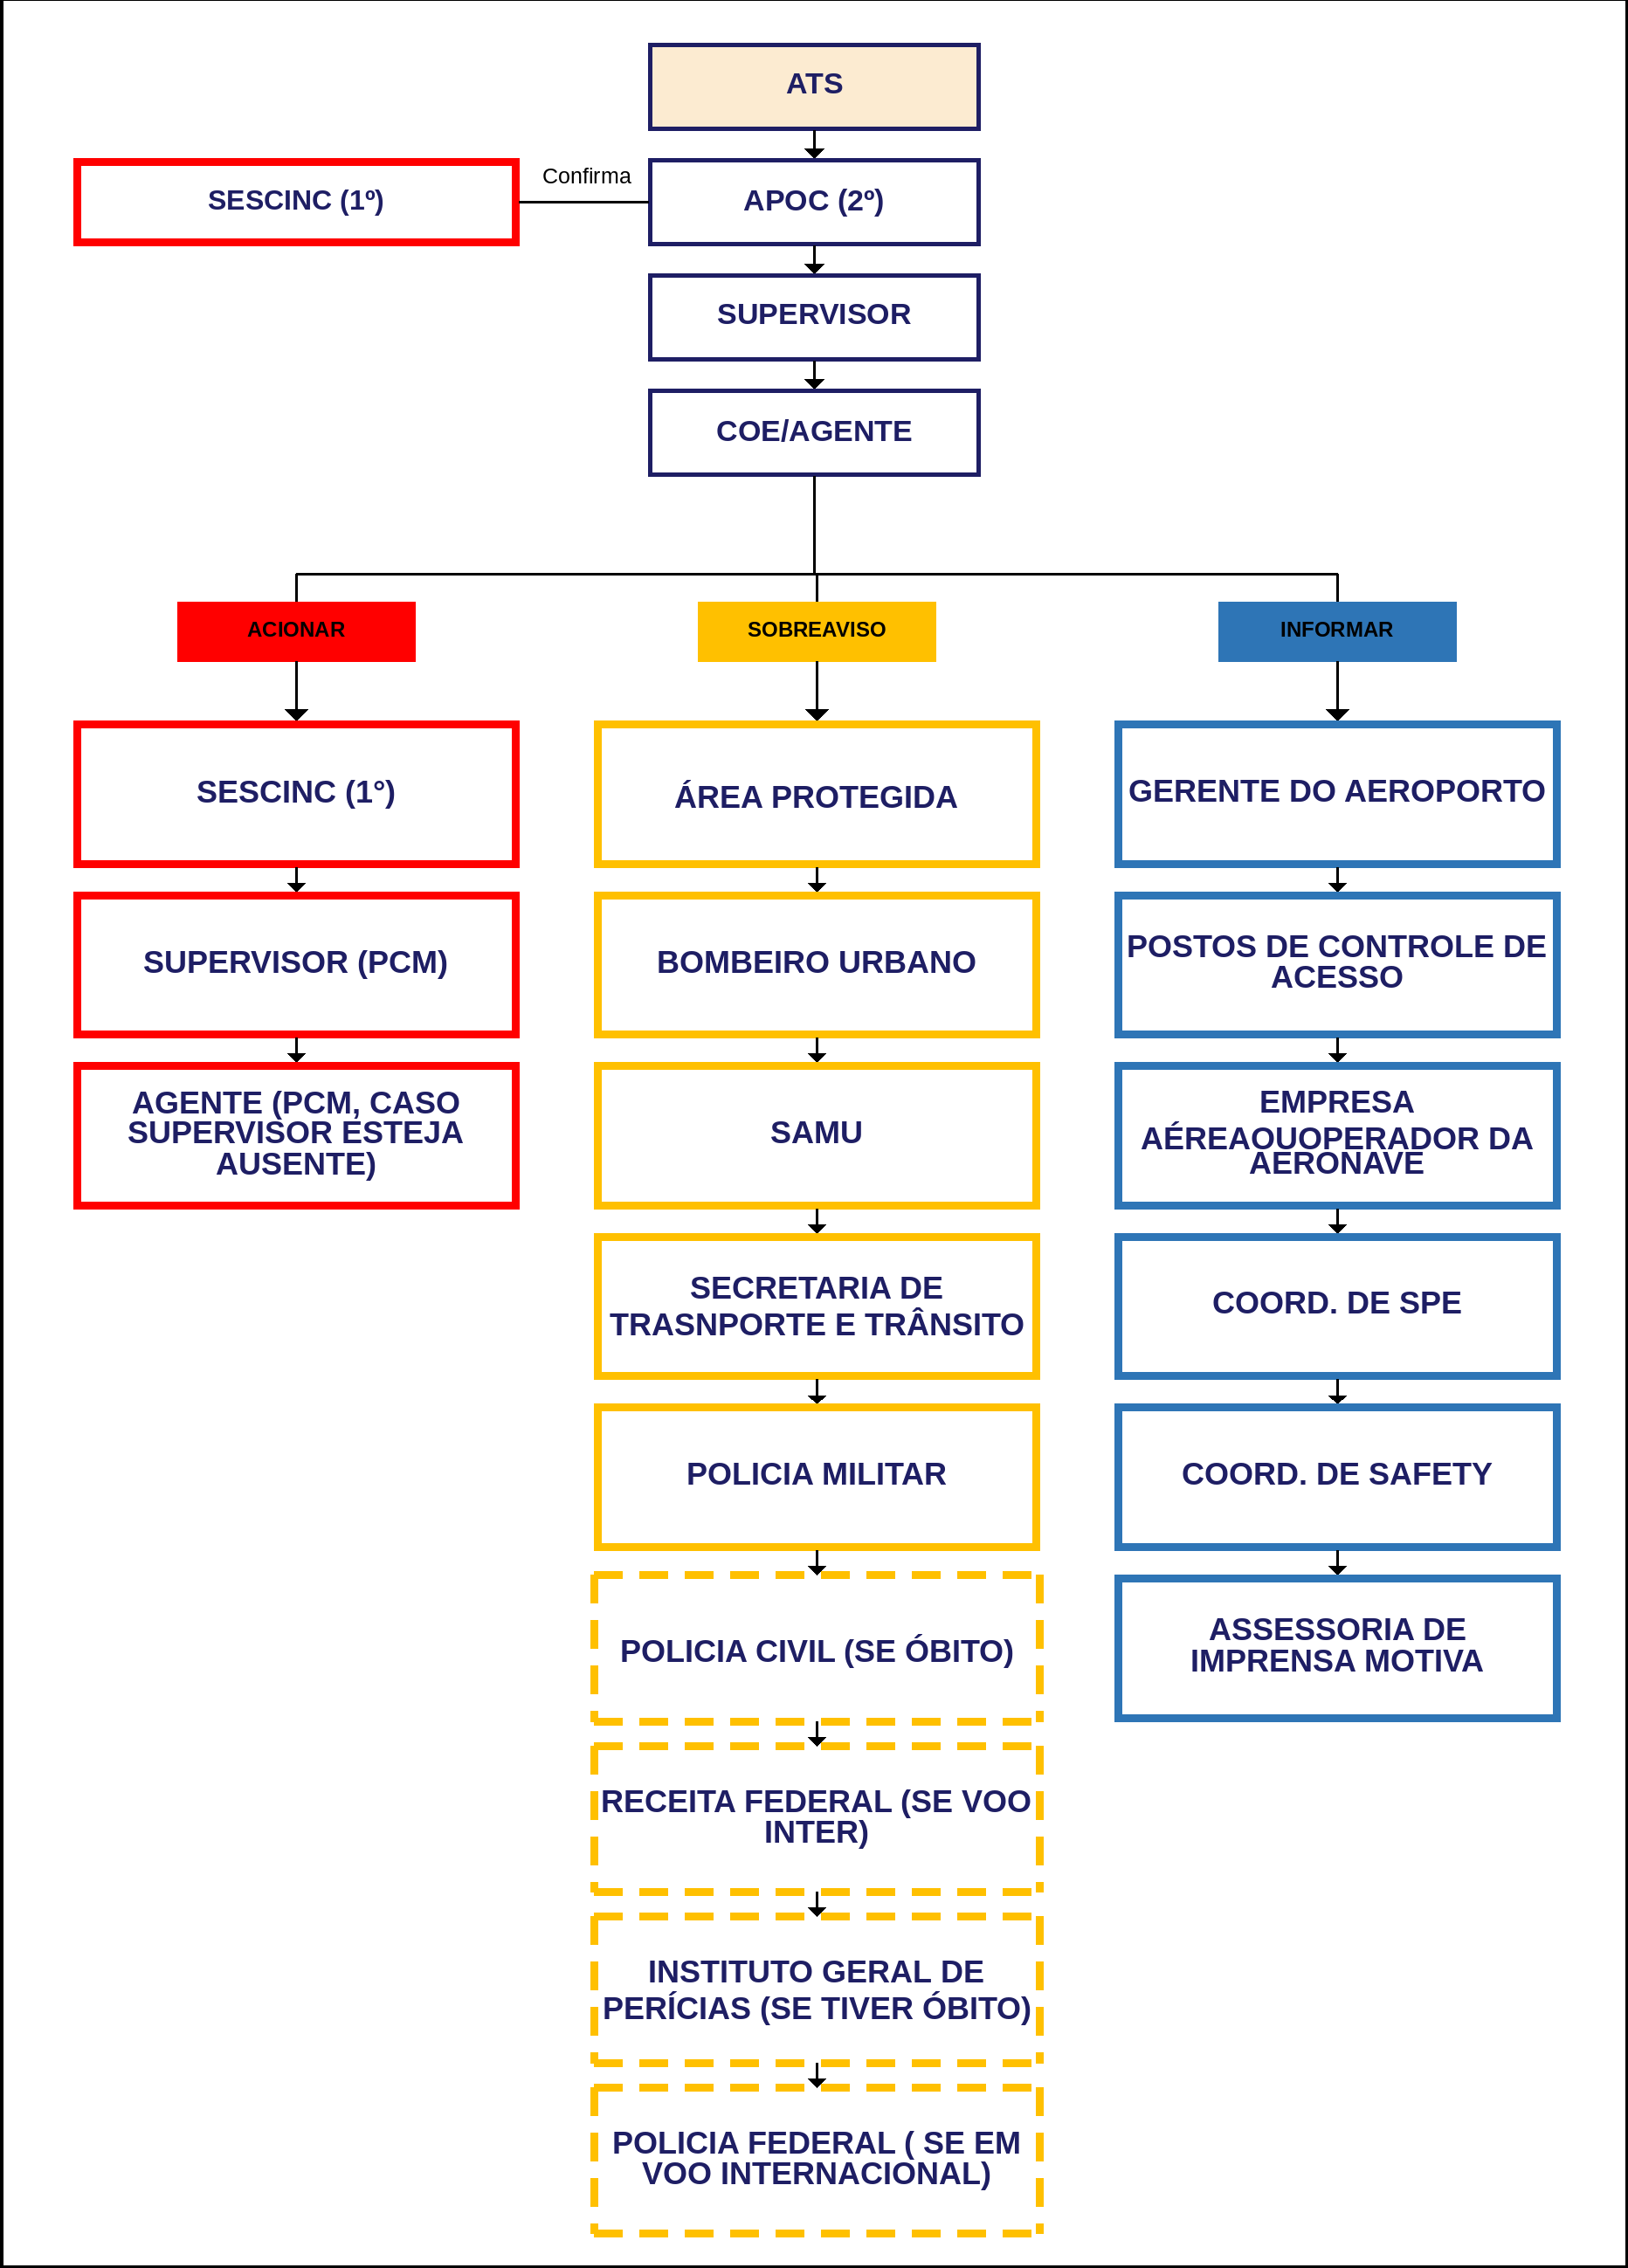 ATS
Confirma
SESCINC (1º)
APOC (2º)
SUPERVISOR
COE/AGENTE
ACIONAR
SOBREAVISO
INFORMAR
SESCINC (1°)
SUPERVISOR (PCM)
AGENTE (PCM, CASO
SUPERVISOR ESTEJA
AUSENTE)
ÁREA PROTEGIDA
BOMBEIRO URBANO
SAMU
SECRETARIA DE
TRASNPORTE E TRÂNSITO
POLICIA MILITAR
POLICIA CIVIL (SE ÓBITO)
RECEITA FEDERAL (SE VOO
INTER)
INSTITUTO GERAL DE
PERÍCIAS (SE TIVER ÓBITO)
POLICIA FEDERAL ( SE EM
VOO INTERNACIONAL)
GERENTE DO AEROPORTO
POSTOS DE CONTROLE DE
ACESSO
EMPRESA
AÉREAOUOPERADOR DA
AERONAVE
COORD. DE SPE
COORD. DE SAFETY
ASSESSORIA DE
IMPRENSA MOTIVA